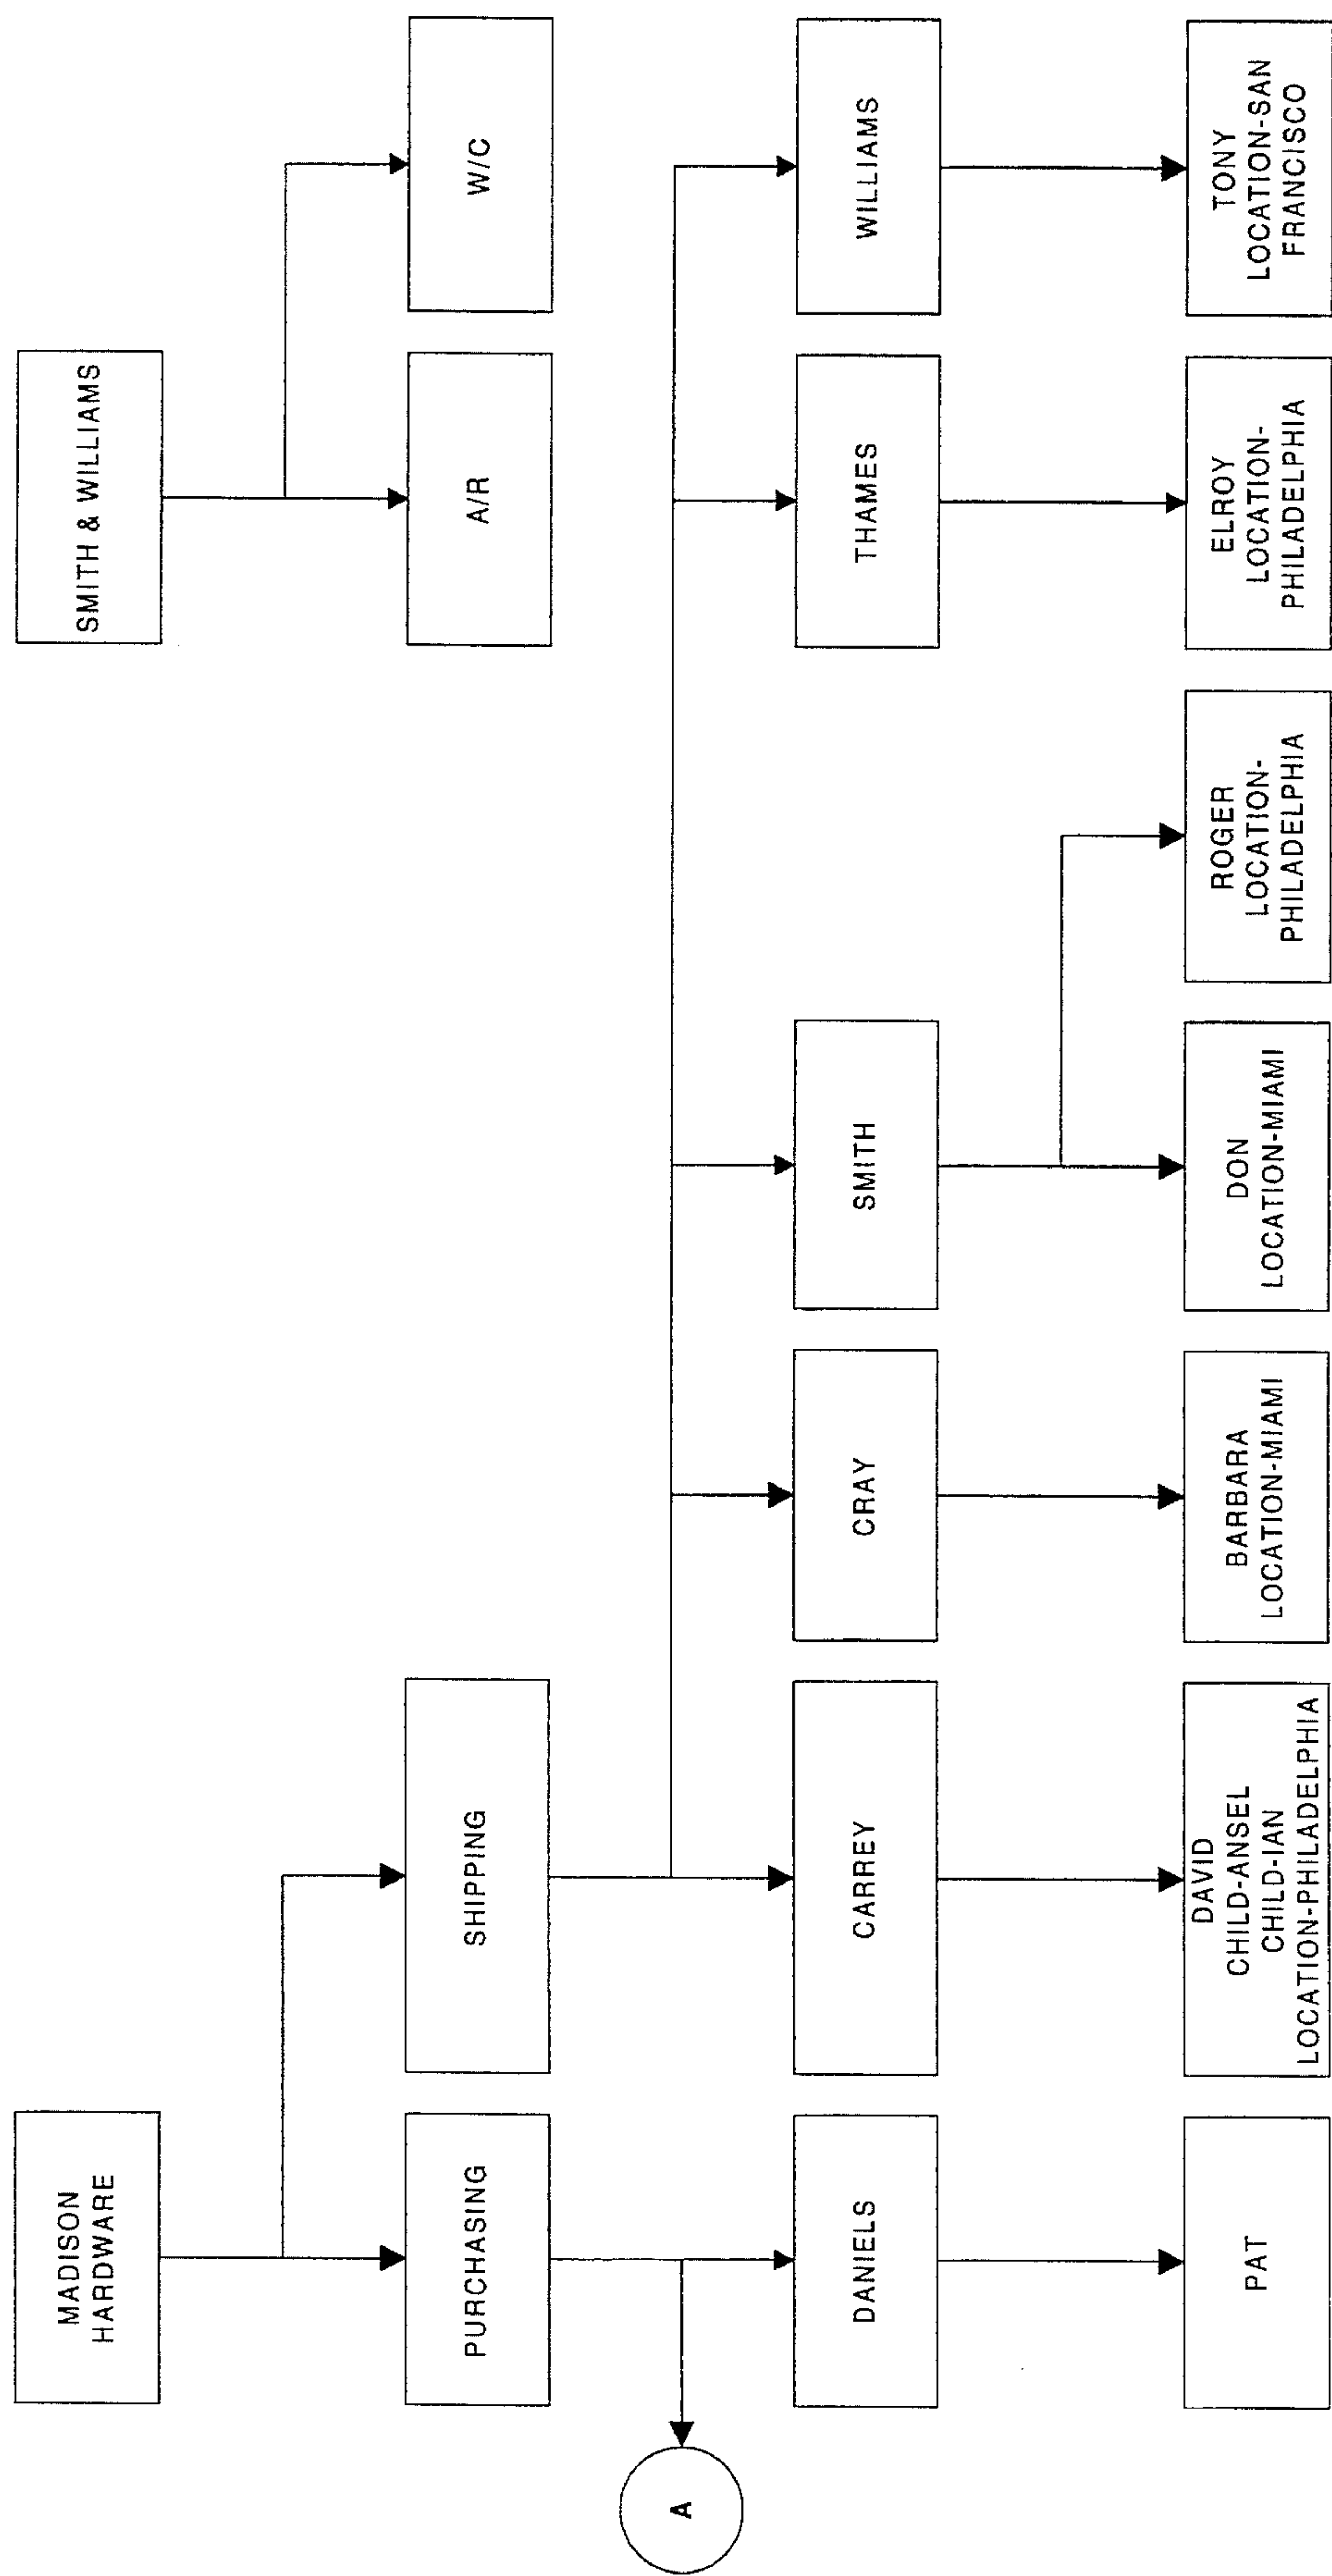 MADISON
HARDWARE
SMITH & WILLIAMS
PURCHASING
SHIPPING
A/R
W/C
A
DANIELS
CARREY
CRAY
SMITH
THAMES
WILLIAMS
PAT
DAVID
CHILD-ANSEL
CHILD-IAN
LOCATION-PHILADELPHIA
BARBARA
LOCATION-MIAMI
DON
LOCATION-MIAMI
ROGER
LOCATION-
PHILADELPHIA
ELROY
LOCATION-
PHILADELPHIA
TONY
LOCATION-SAN
FRANCISCO